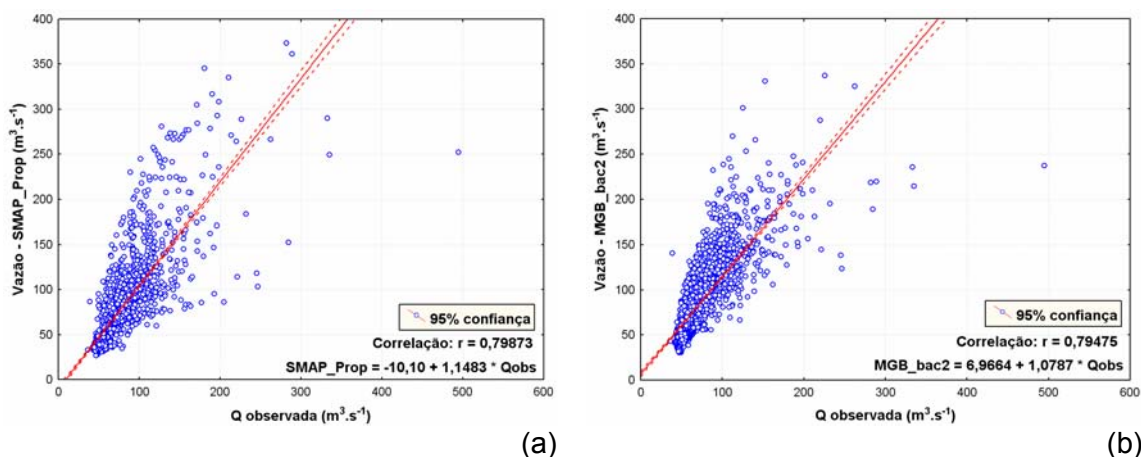 400
350
300
250
200
150
100
50
0
0 100 200 300 400 500 600
Vazão - SMAP_Prop (m³.s⁻¹)
Q observada (m³.s⁻¹)
95% confiança
Correlação: r = 0,79873
SMAP_Prop = -10,10 + 1,1483 * Qobs
(a)
400
350
300
250
200
150
100
50
0
0 100 200 300 400 500 600
Vazão - MGB_bac2 (m³.s⁻¹)
Q observada (m³.s⁻¹)
95% confiança
Correlação: r = 0,79475
MGB_bac2 = 6,9664 + 1,0787 * Qobs
(b)